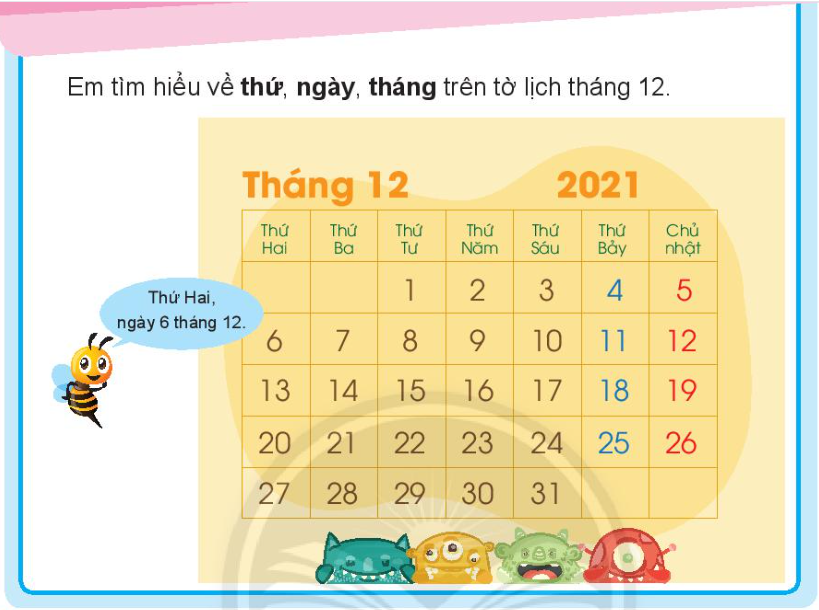 Em tìm hiểu về thứ, ngày, tháng trên tờ lịch tháng 12.
Tháng 12 2021
Thứ Hai Thứ Ba Thứ Tư Thứ Năm Thứ Sáu Thứ Bảy Chủ nhật
1 2 3 4 5
Thứ Hai,
ngày 6 tháng 12.
6 7 8 9 10 11 12
13 14 15 16 17 18 19
20 21 22 23 24 25 26
27 28 29 30 31